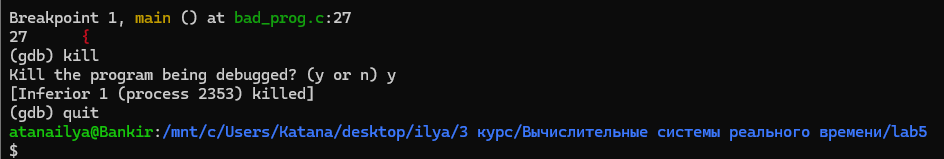 Breakpoint 1, main () at bad_prog.c:27
27      {
(gdb) kill
Kill the program being debugged? (y or n) y
[Inferior 1 (process 2353) killed]
(gdb) quit
atanailya@Bankir:/mnt/c/Users/Katana/desktop/ilya/3 курс/Вычислительные системы реального времени/lab5
$